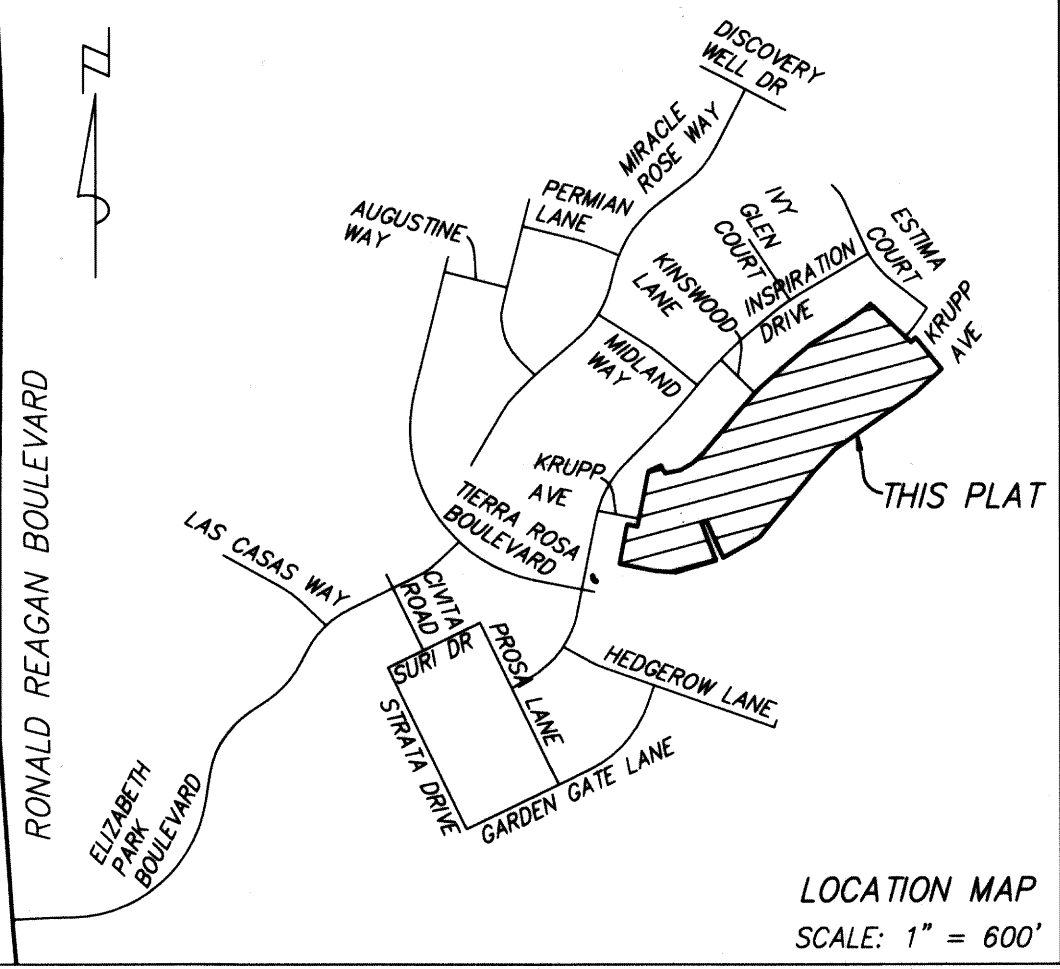 N
DISCOVERY
WELL DR
MIRACLE
ROSE WAY
PERMIAN
LANE
AUGUSTINE
WAY
IVY
GLEN
COURT
ESTIMA
COURT
KINSWOOD
LANE
INSPIRATION
DRIVE
KRUPP
AVE
MIDLAND
WAY
KRUPP
AVE
TIERRA ROSA
BOULEVARD
THIS PLAT
LAS CASAS WAY
CIVITA
ROAD
SURI DR
PROSA LANE
HEDGEROW LANE
STRATA DRIVE
GARDEN GATE LANE
RONALD REAGAN BOULEVARD
ELIZABETH
PARK
BOULEVARD
LOCATION MAP
SCALE: 1" = 600'